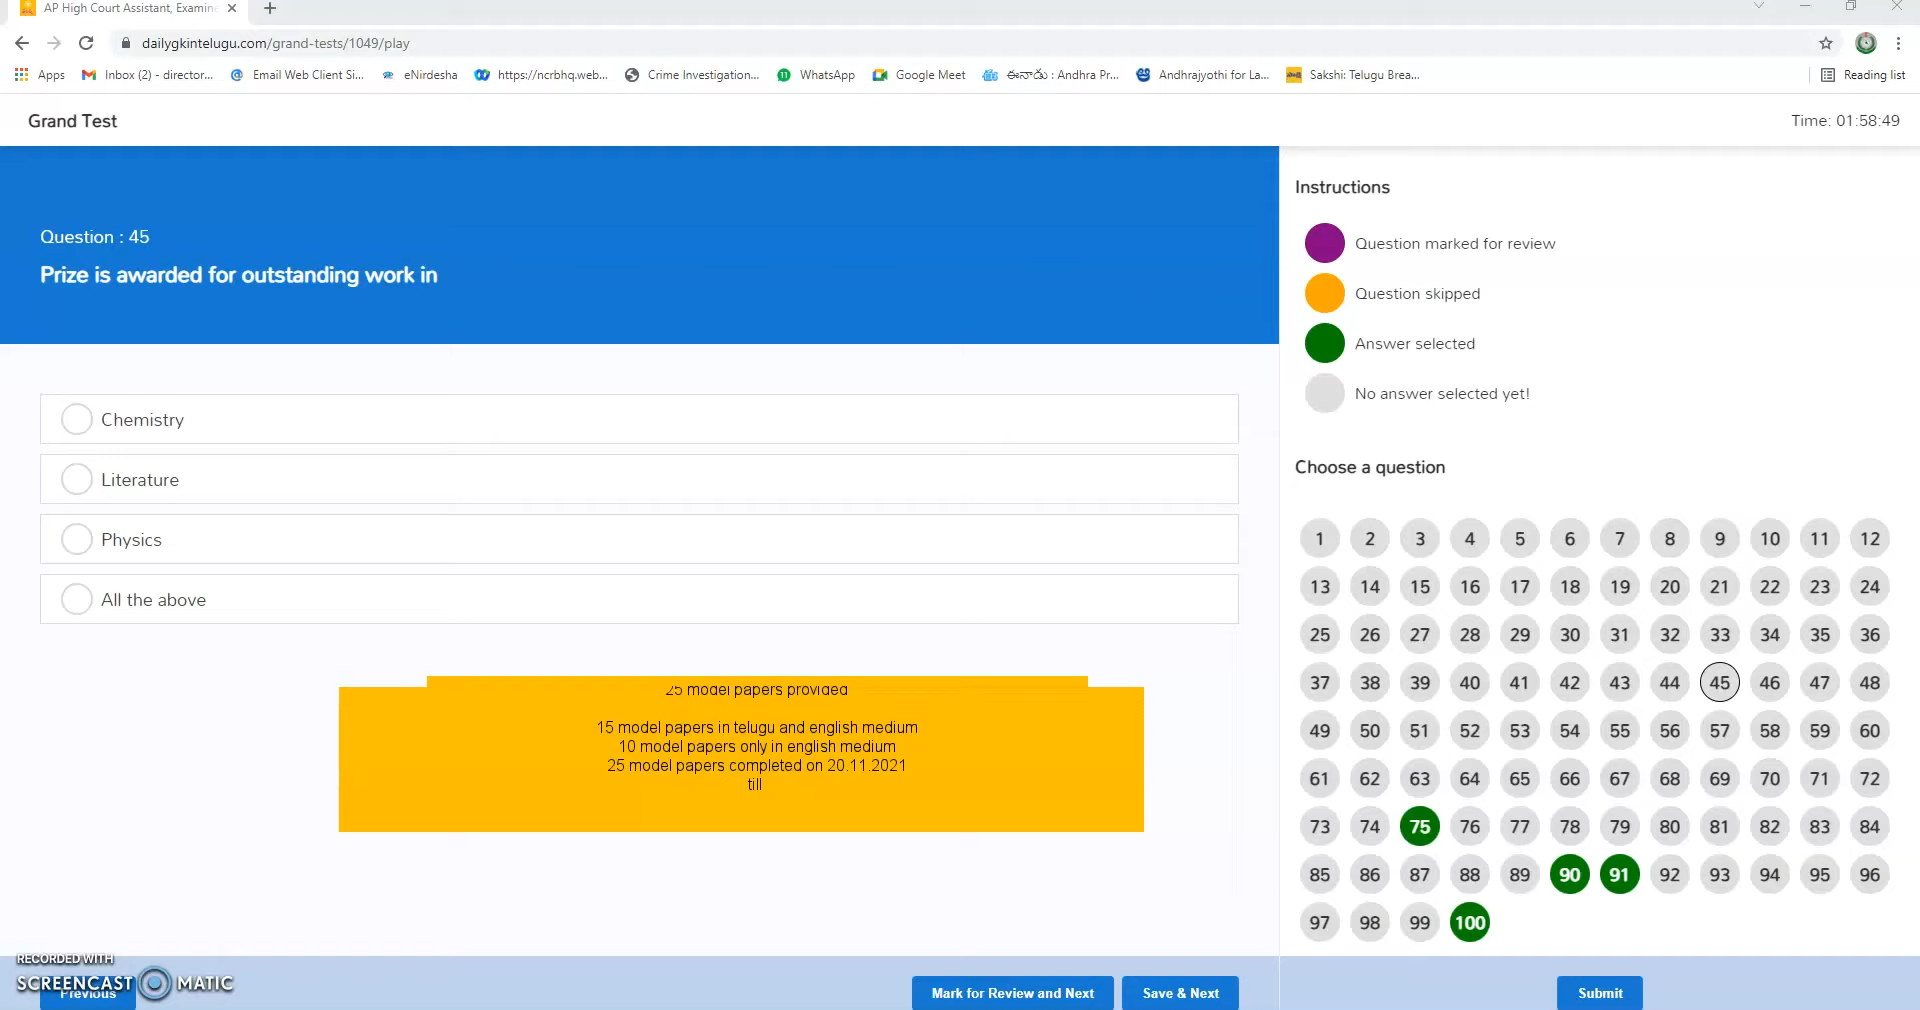 AP High Court Assistant, Examine
dailygkintelugu.com/grand-tests/1049/play
Apps
Inbox (2) - director...
Email Web Client Si...
eNirdesha
https://ncrbhq.web...
Crime Investigation...
11
WhatsApp
Google Meet
ఈనాడు : Andhra Pr...
Andhrajyothi for La...
Sakshi: Telugu Brea...
Reading list
Grand Test
Time: 01:58:49
Question : 45
Prize is awarded for outstanding work in
Chemistry
Literature
Physics
All the above
25 model papers provided
15 model papers in telugu and english medium
10 model papers only in english medium
25 model papers completed on 20.11.2021
till
Instructions
Question marked for review
Question skipped
Answer selected
No answer selected yet!
Choose a question
1 2 3 4 5 6 7 8 9 10 11 12
13 14 15 16 17 18 19 20 21 22 23 24
25 26 27 28 29 30 31 32 33 34 35 36
37 38 39 40 41 42 43 44 45 46 47 48
49 50 51 52 53 54 55 56 57 58 59 60
61 62 63 64 65 66 67 68 69 70 71 72
73 74 75 76 77 78 79 80 81 82 83 84
85 86 87 88 89 90 91 92 93 94 95 96
97 98 99 100
RECORDED WITH
SCREENCAST MATIC
Previous
Mark for Review and Next
Save & Next
Submit